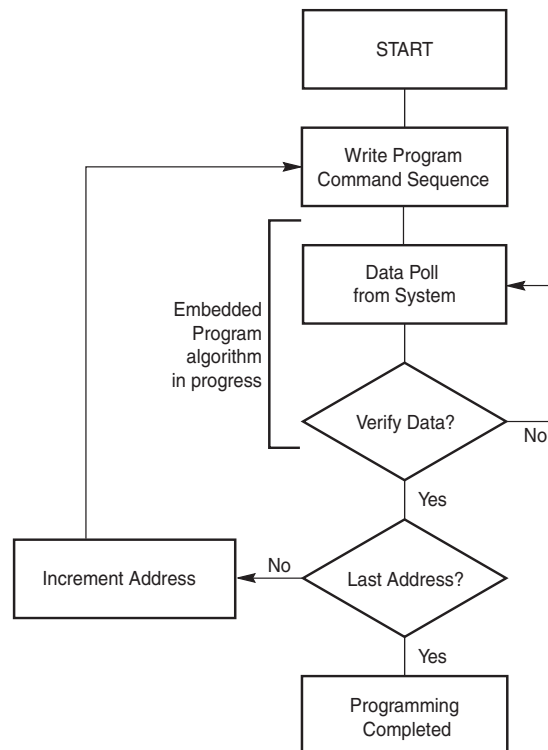 START
Write Program
Command Sequence
Data Poll
from System
Embedded
Program
algorithm
in progress
Verify Data?
No
Yes
Last Address?
No
Increment Address
Yes
Programming
Completed